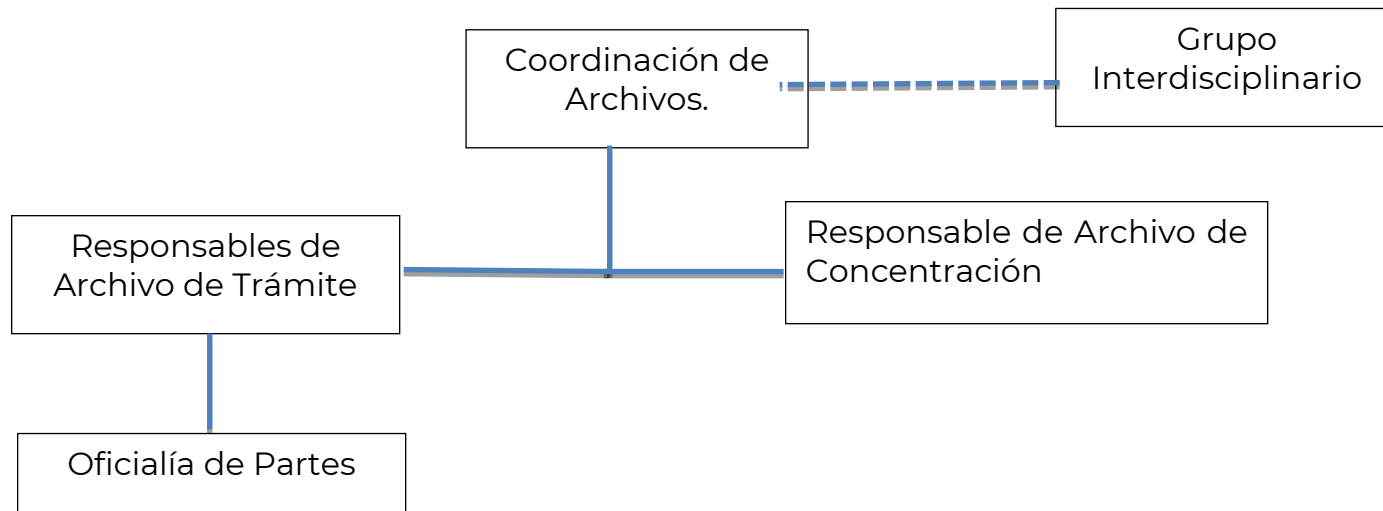 Coordinación de
Archivos.
Grupo
Interdisciplinario
Responsables de
Archivo de Trámite
Responsable de Archivo de
Concentración
Oficialía de Partes